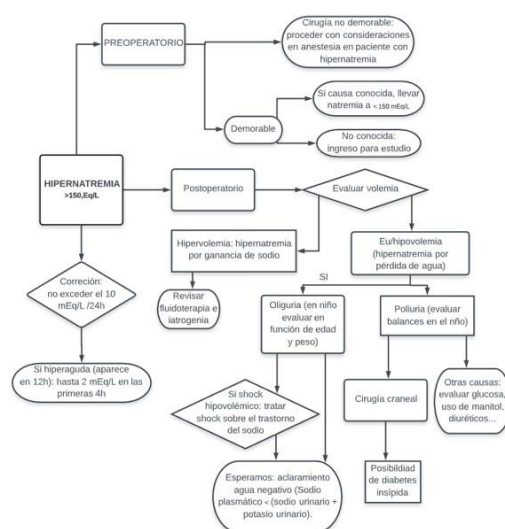 PREOPERATORIO
Cirugía no demorable:
proceder con consideraciones
en anestesia en paciente con
hipernatremia
Si causa conocida, llevar
natremia a < 150 mEq/L
Demorable
No conocida:
ingreso para estudio
HIPERNATREMIA
>150,Eq/L
Postoperatorio
Evaluar volemia
Hipervolemia: hipernatremia
por ganancia de sodio
Eu/hipovolemia
(hipernatremia por
pérdida de agua)
Correción:
no exceder el 10
mEq/L /24h
SI
Revisar
fluidoterapia e
iatrogenia
Oliguria (en niño
evaluar en
función de edad
y peso)
Poliuria (evaluar
balances en el nño)
Si hiperaguda (aparece
en 12h): hasta 2 mEq/L en las
primeras 4h
Si shock
hipovolémico: tratar
shock sobre el trastorno
del sodio
Cirugía craneal
Otras causas:
evaluar glucosa,
uso de manitol,
diuréticos...
Esperamos: aclaramiento
agua negativo (Sodio
plasmático < (sodio urinario +
potasio urinario).
Posibildiad
de diabetes
insípida